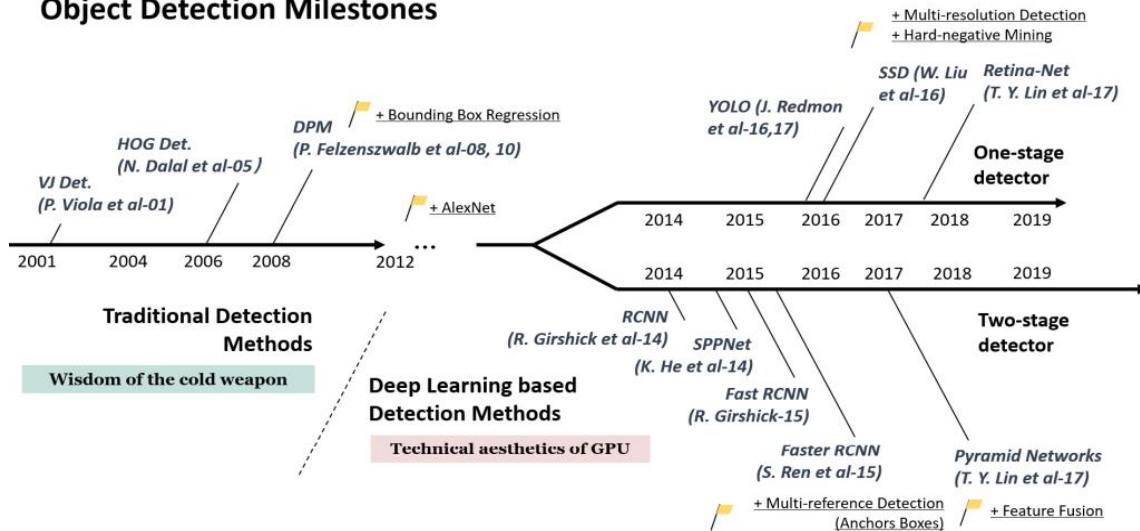 Object Detection Milestones
+ Multi-resolution Detection
+ Hard-negative Mining
SSD (W. Liu
et al-16)
Retina-Net
(T. Y. Lin et al-17)
YOLO (J. Redmon
et al-16,17)
+ Bounding Box Regression
DPM
(P. Felzenszwalb et al-08, 10)
HOG Det.
(N. Dalal et al-05)
VJ Det.
(P. Viola et al-01)
One-stage
detector
+ AlexNet
2014 2015 2016 2017 2018 2019
...
2001 2004 2006 2008 2012
2014 2015 2016 2017 2018 2019
Traditional Detection
Methods
Wisdom of the cold weapon
Deep Learning based
Detection Methods
Technical aesthetics of GPU
RCNN
(R. Girshick et al-14)
SPPNet
(K. He et al-14)
Fast RCNN
(R. Girshick-15)
Faster RCNN
(S. Ren et al-15)
Two-stage
detector
Pyramid Networks
(T. Y. Lin et al-17)
+ Multi-reference Detection
(Anchors Boxes)
+ Feature Fusion